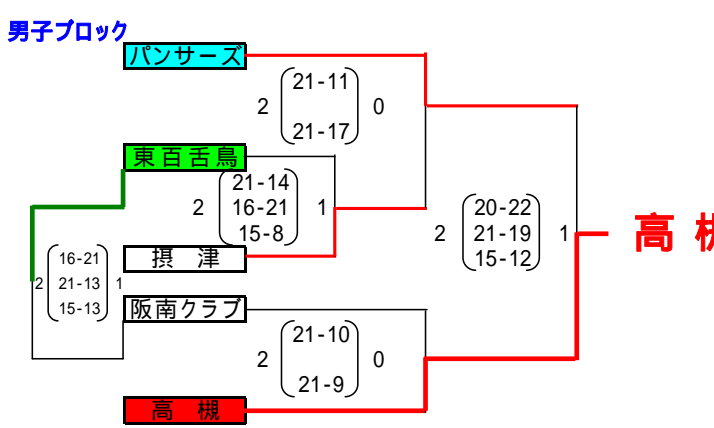 男子ブロック
パンサーズ
2 21-11 0
21-17
東百舌鳥
21-14
2 16-21 1
15-8
20-22
2 21-19 1
15-12
高
摂津
16-21
2 21-13 1
15-13
阪南クラブ
21-10
2 0
21-9
高槻